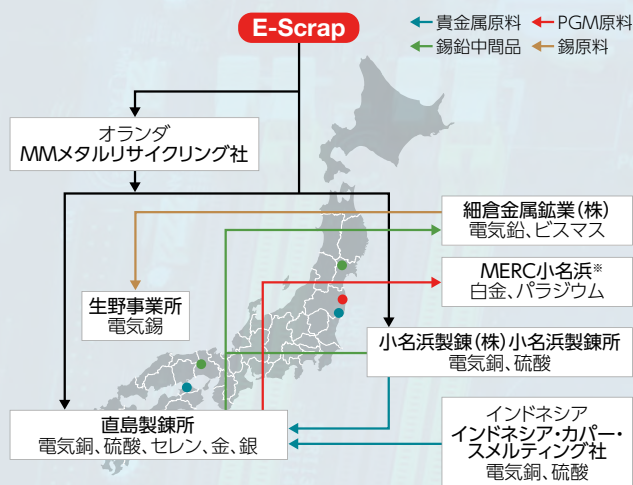 E-Scrap
貴金属原料
PGM原料
錫鉛中間品
錫原料
オランダ
MMメタルリサイクリング社
細倉金属鉱業(株)
電気鉛、ビスマス
MERC小名浜※
白金、パラジウム
生野事業所
電気錫
小名浜製錬(株)小名浜製錬所
電気銅、硫酸
直島製錬所
電気銅、硫酸、セレン、金、銀
インドネシア
インドネシア・カパー・
スメルティング社
電気銅、硫酸